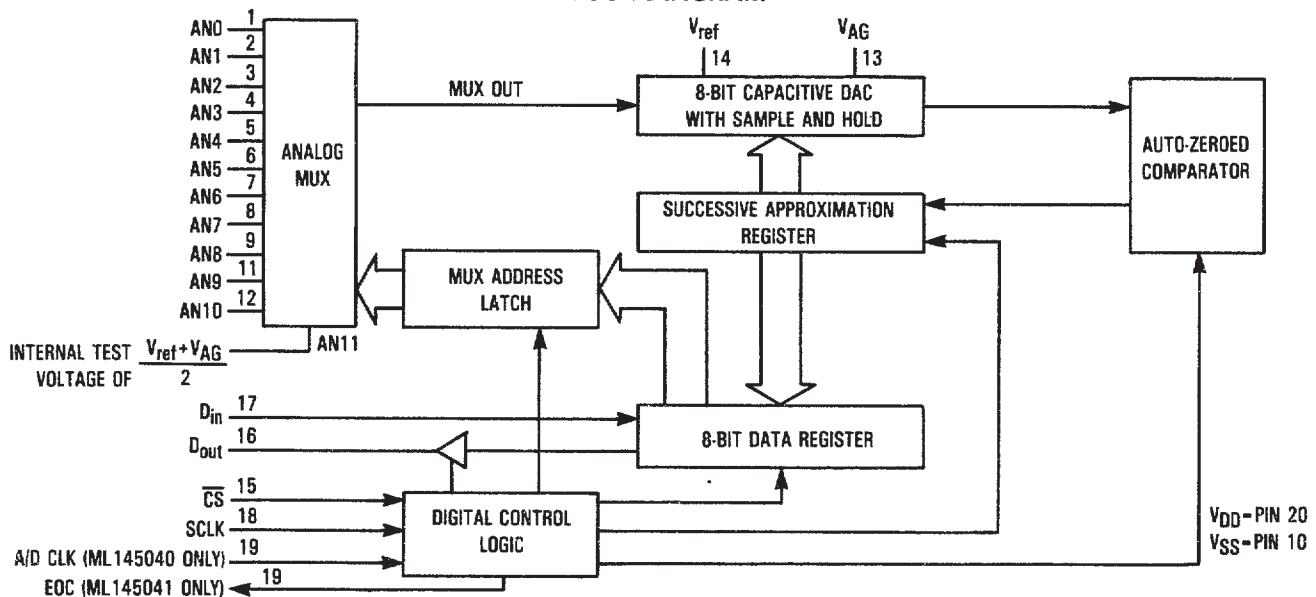 V_ref
V_AG
14
13
AN0 1
AN1 2
AN2 3
AN3 4
AN4 5
AN5 6
AN6 7
AN7 8
AN8 9
AN9 11
AN10 12
ANALOG
MUX
MUX OUT
8-BIT CAPACITIVE DAC
WITH SAMPLE AND HOLD
AUTO-ZEROED
COMPARATOR
SUCCESSIVE APPROXIMATION
REGISTER
MUX ADDRESS
LATCH
AN11
INTERNAL TEST
VOLTAGE OF
V_ref+V_AG
2
D_in 17
D_out 16
8-BIT DATA REGISTER
CS 15
SCLK 18
A/D CLK (ML145040 ONLY) 19
EOC (ML145041 ONLY) 19
DIGITAL CONTROL
LOGIC
V_DD=PIN 20
V_SS=PIN 10